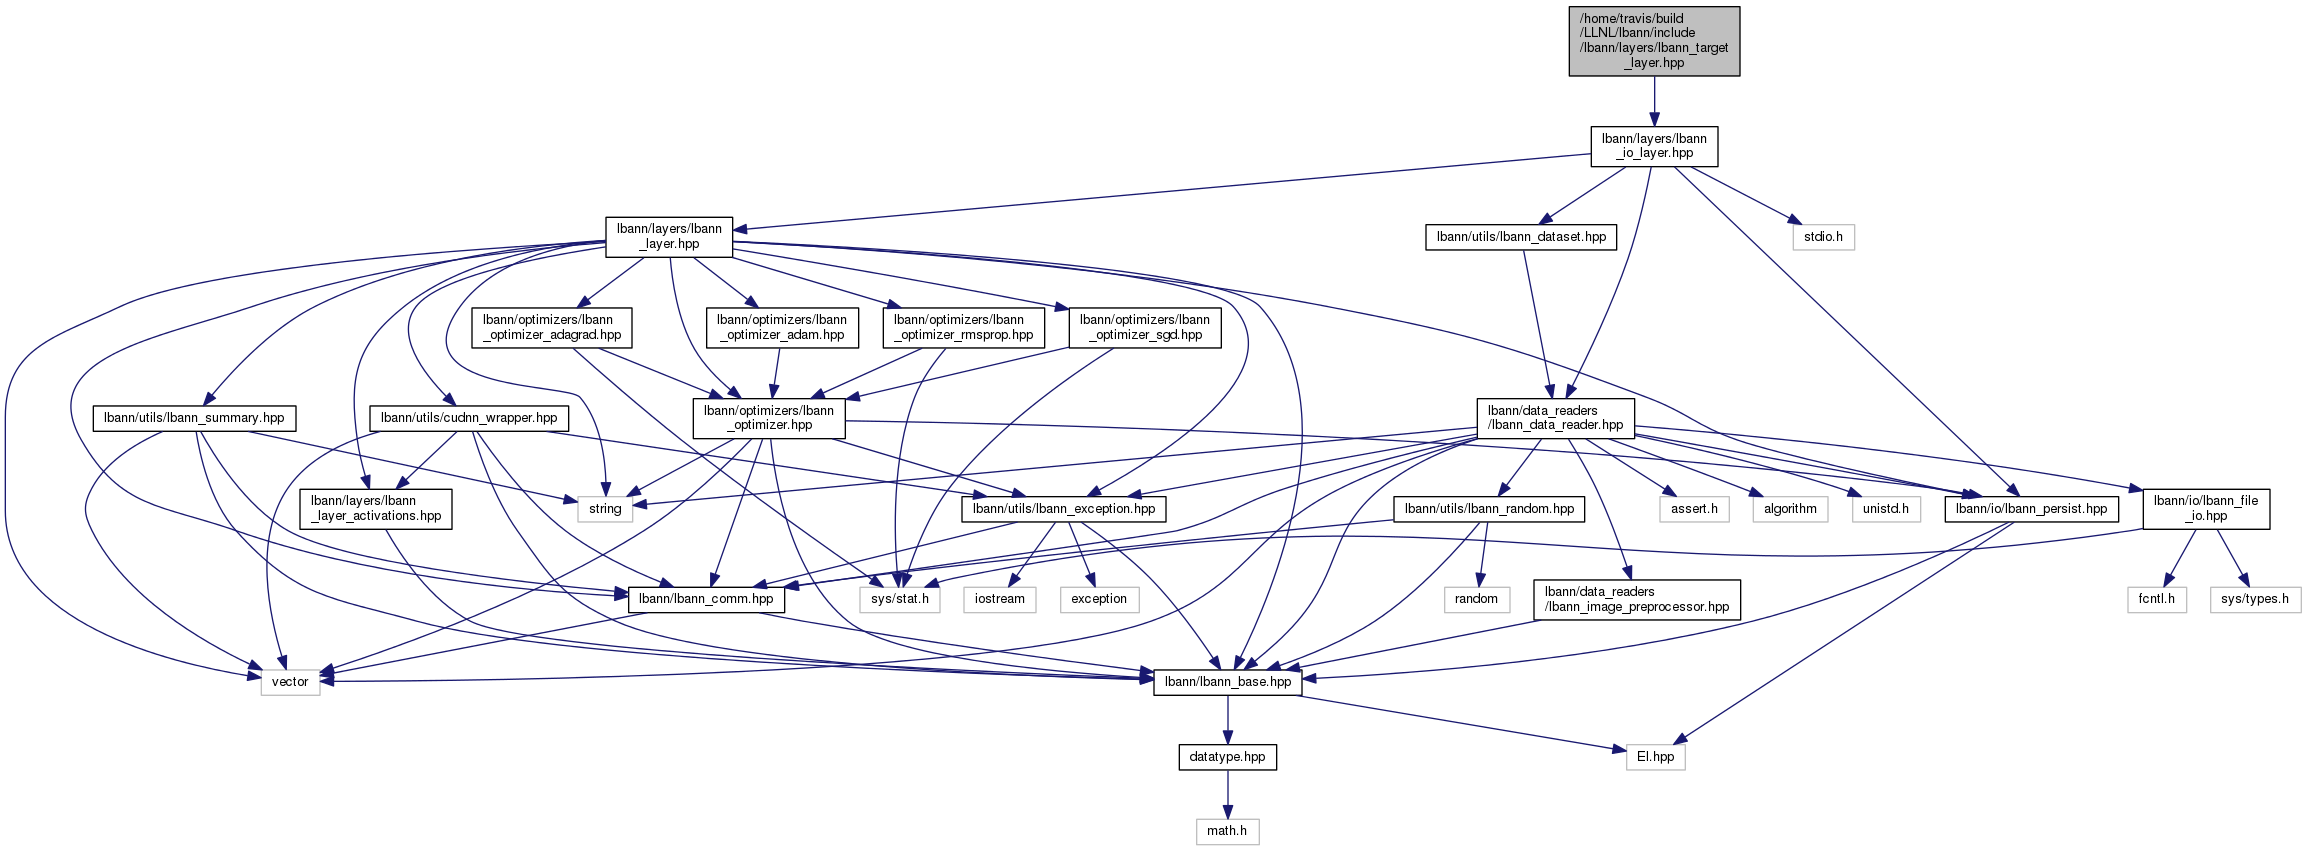 /home/travis/build
/LLNL/lbann/include
/lbann/layers/lbann_target
_layer.hpp
lbann/layers/lbann
_io_layer.hpp
lbann/layers/lbann
_layer.hpp
lbann/utils/lbann_dataset.hpp
stdio.h
lbann/optimizers/lbann
_optimizer_adagrad.hpp
lbann/optimizers/lbann
_optimizer_adam.hpp
lbann/optimizers/lbann
_optimizer_rmsprop.hpp
lbann/optimizers/lbann
_optimizer_sgd.hpp
lbann/utils/lbann_summary.hpp
lbann/utils/cudnn_wrapper.hpp
lbann/optimizers/lbann
_optimizer.hpp
lbann/data_readers
/lbann_data_reader.hpp
lbann/layers/lbann
_layer_activations.hpp
string
lbann/utils/lbann_exception.hpp
lbann/utils/lbann_random.hpp
assert.h
algorithm
unistd.h
lbann/io/lbann_persist.hpp
lbann/io/lbann_file
_io.hpp
lbann/lbann_comm.hpp
sys/stat.h
iostream
exception
random
lbann/data_readers
/lbann_image_preprocessor.hpp
fcntl.h
sys/types.h
vector
lbann/lbann_base.hpp
datatype.hpp
El.hpp
math.h